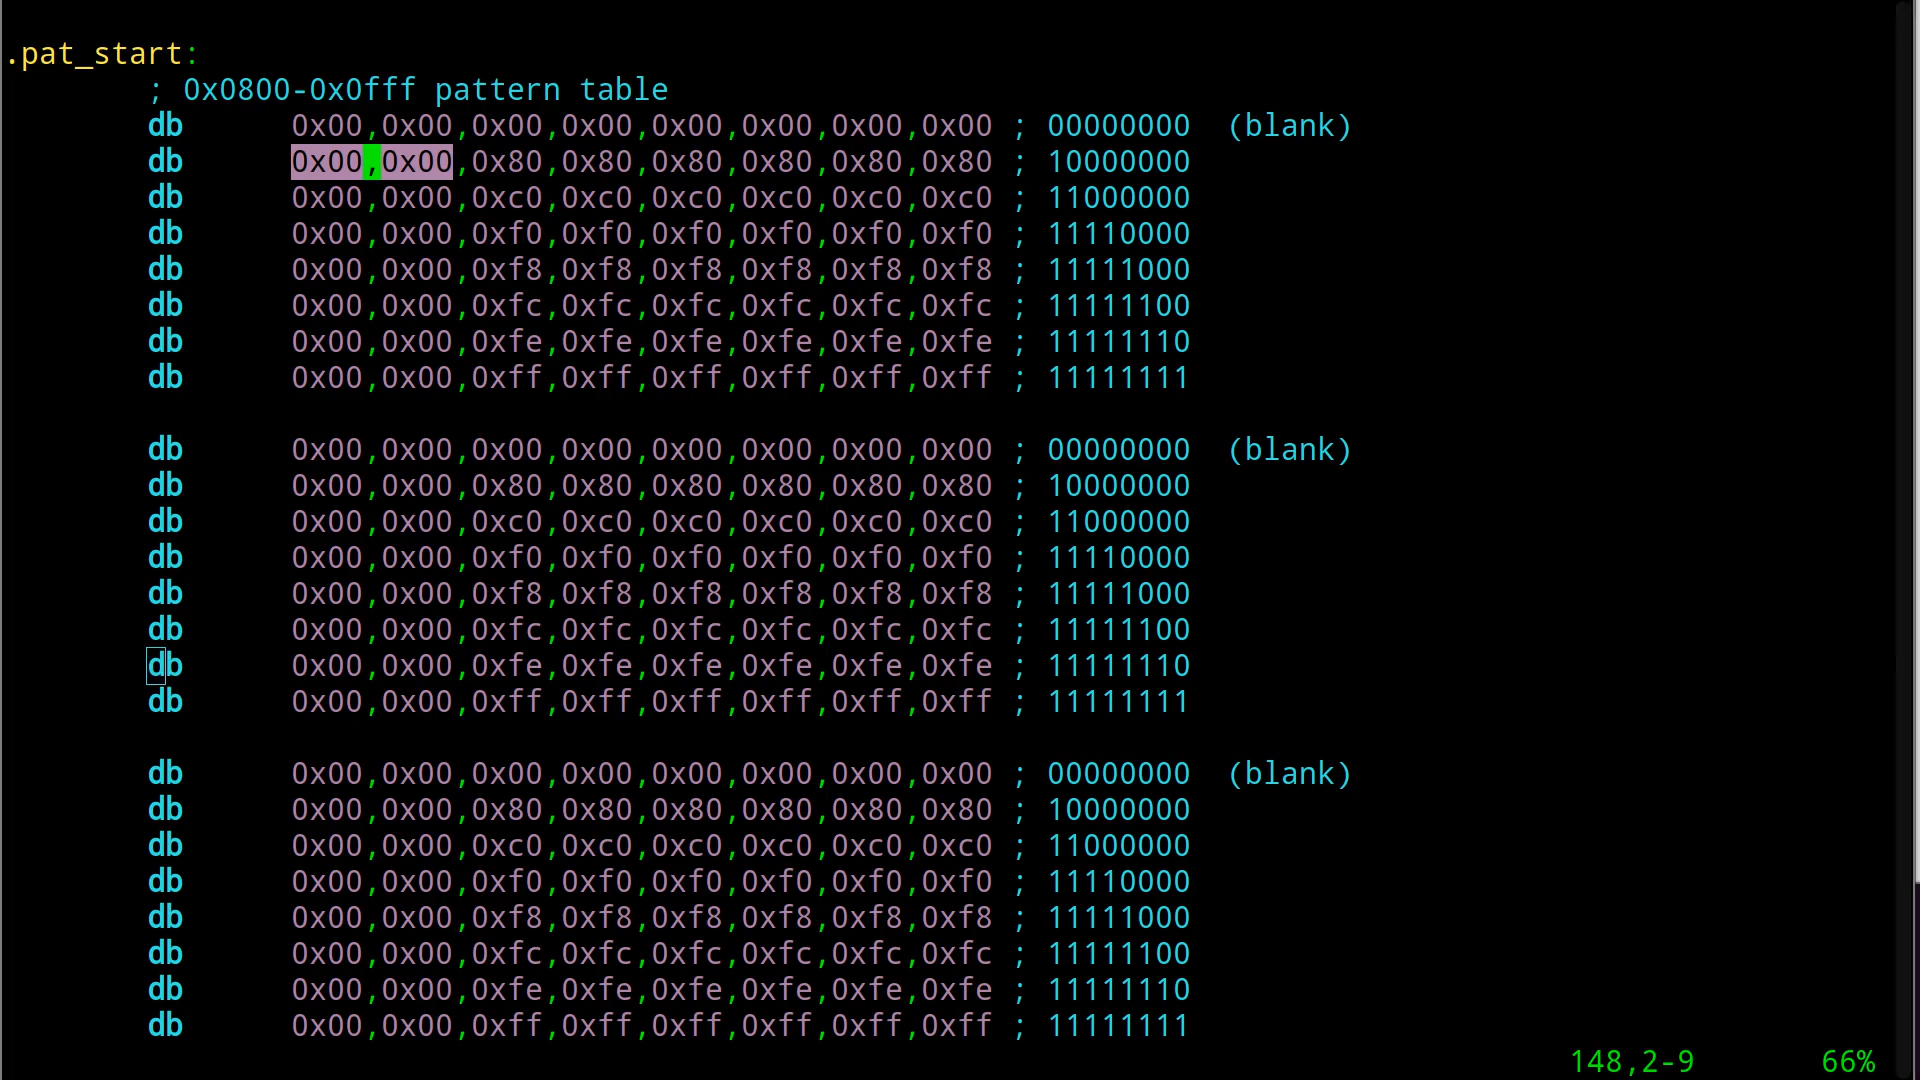 .pat_start:
; 0x0800-0x0fff pattern table
db 0x00,0x00,0x00,0x00,0x00,0x00,0x00,0x00 ; 00000000 (blank)
db 0x00,0x00,0x80,0x80,0x80,0x80,0x80,0x80 ; 10000000
db 0x00,0x00,0xc0,0xc0,0xc0,0xc0,0xc0,0xc0 ; 11000000
db 0x00,0x00,0xf0,0xf0,0xf0,0xf0,0xf0,0xf0 ; 11110000
db 0x00,0x00,0xf8,0xf8,0xf8,0xf8,0xf8,0xf8 ; 11111000
db 0x00,0x00,0xfc,0xfc,0xfc,0xfc,0xfc,0xfc ; 11111100
db 0x00,0x00,0xfe,0xfe,0xfe,0xfe,0xfe,0xfe ; 11111110
db 0x00,0x00,0xff,0xff,0xff,0xff,0xff,0xff ; 11111111
db 0x00,0x00,0x00,0x00,0x00,0x00,0x00,0x00 ; 00000000 (blank)
db 0x00,0x00,0x80,0x80,0x80,0x80,0x80,0x80 ; 10000000
db 0x00,0x00,0xc0,0xc0,0xc0,0xc0,0xc0,0xc0 ; 11000000
db 0x00,0x00,0xf0,0xf0,0xf0,0xf0,0xf0,0xf0 ; 11110000
db 0x00,0x00,0xf8,0xf8,0xf8,0xf8,0xf8,0xf8 ; 11111000
db 0x00,0x00,0xfc,0xfc,0xfc,0xfc,0xfc,0xfc ; 11111100
db 0x00,0x00,0xfe,0xfe,0xfe,0xfe,0xfe,0xfe ; 11111110
db 0x00,0x00,0xff,0xff,0xff,0xff,0xff,0xff ; 11111111
db 0x00,0x00,0x00,0x00,0x00,0x00,0x00,0x00 ; 00000000 (blank)
db 0x00,0x00,0x80,0x80,0x80,0x80,0x80,0x80 ; 10000000
db 0x00,0x00,0xc0,0xc0,0xc0,0xc0,0xc0,0xc0 ; 11000000
db 0x00,0x00,0xf0,0xf0,0xf0,0xf0,0xf0,0xf0 ; 11110000
db 0x00,0x00,0xf8,0xf8,0xf8,0xf8,0xf8,0xf8 ; 11111000
db 0x00,0x00,0xfc,0xfc,0xfc,0xfc,0xfc,0xfc ; 11111100
db 0x00,0x00,0xfe,0xfe,0xfe,0xfe,0xfe,0xfe ; 11111110
db 0x00,0x00,0xff,0xff,0xff,0xff,0xff,0xff ; 11111111
148,2-9 66%